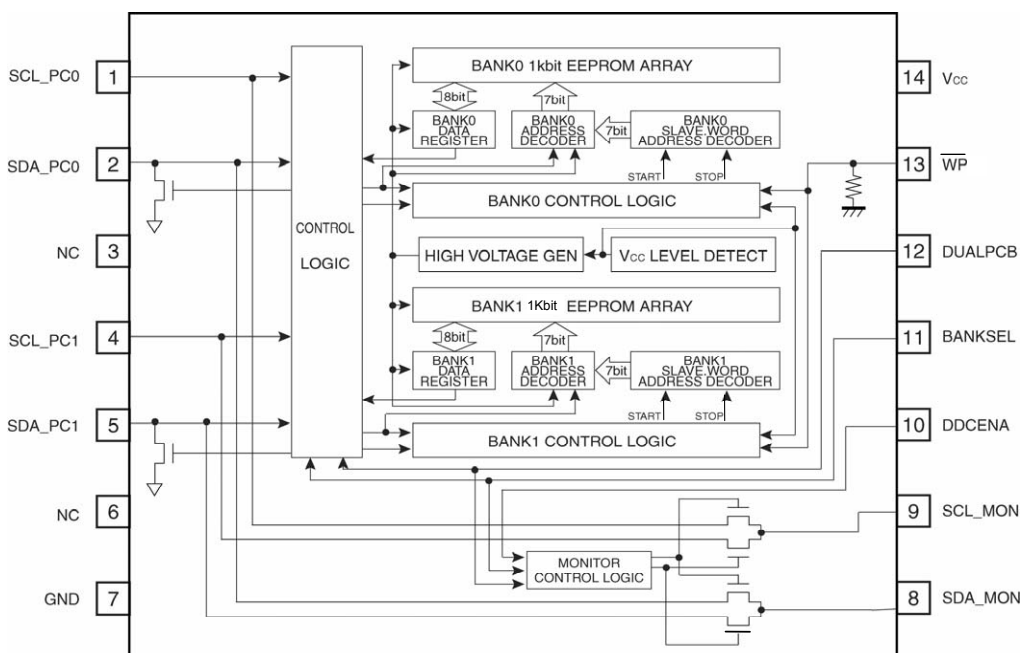 SCL_PC0 1
SDA_PC0 2
NC 3
SCL_PC1 4
SDA_PC1 5
NC 6
GND 7
CONTROL
LOGIC
BANK0 1kbit EEPROM ARRAY
8bit
7bit
BANK0
DATA
REGISTER
BANK0
ADDRESS
DECODER
7bit
BANK0
SLAVE.WORD
ADDRESS DECODER
START
STOP
BANK0 CONTROL LOGIC
HIGH VOLTAGE GEN
VCC LEVEL DETECT
BANK1 1Kbit EEPROM ARRAY
8bit
7bit
BANK1
DATA
REGISTER
BANK1
ADDRESS
DECODER
7bit
BANK1
SLAVE.WORD
ADDRESS DECODER
START
STOP
BANK1 CONTROL LOGIC
MONITOR
CONTROL LOGIC
14 VCC
13 WP
12 DUALPCB
11 BANKSEL
10 DDCENA
9 SCL_MON
8 SDA_MON